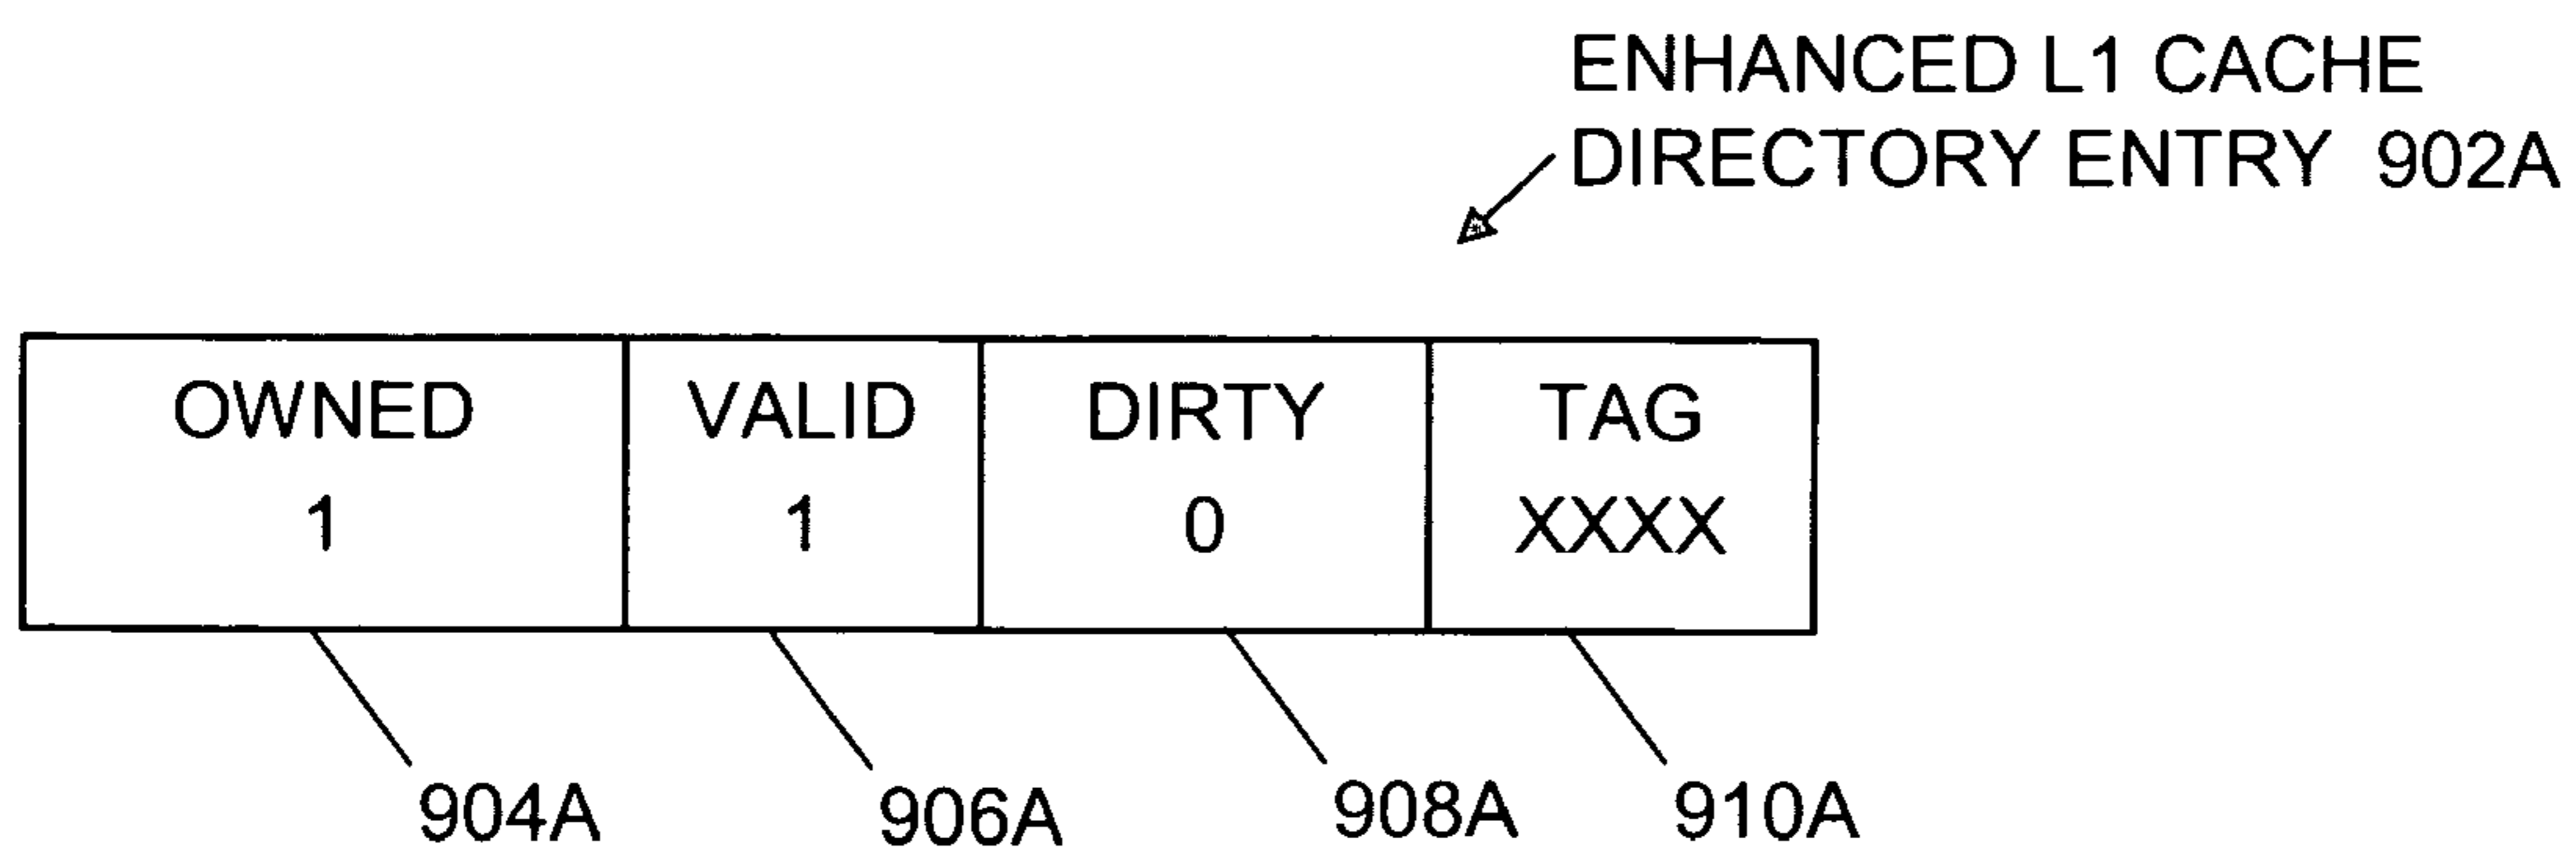 ENHANCED L1 CACHE
DIRECTORY ENTRY 902A
OWNED VALID DIRTY TAG
1 1 0 XXXX
904A 906A 908A 910A